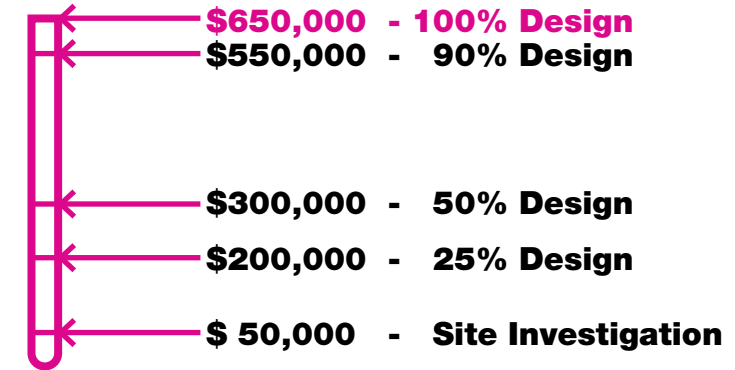 $650,000 - 100% Design
$550,000 - 90% Design
$300,000 - 50% Design
$200,000 - 25% Design
$ 50,000 - Site Investigation